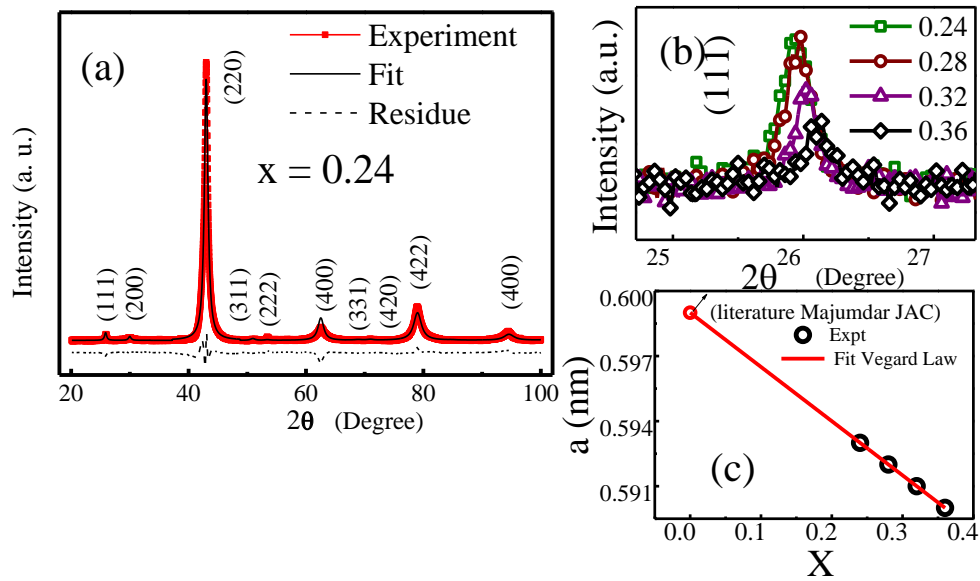 (a)
Experiment
Fit
Residue
x = 0.24
(111)
(200)
(220)
(311)
(222)
(400)
(331)
(420)
(422)
(400)
Intensity (a. u.)
20 40 60 80 100
2θ (Degree)
(b)
(111)
0.24
0.28
0.32
0.36
Intensity (a.u.)
25 26 27
2θ (Degree)
0.600
0.597
0.594
0.591
a (nm)
(literature Majumdar JAC)
Expt
Fit Vegard Law
(c)
0.0 0.1 0.2 0.3 0.4
X